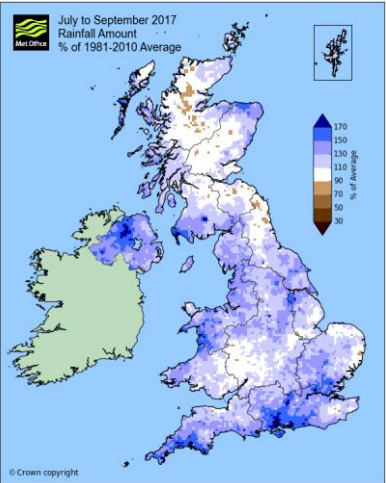 Met Office
July to September 2017
Rainfall Amount
% of 1981-2010 Average
170
150
130
110
90
70
50
30
% of Average
© Crown copyright